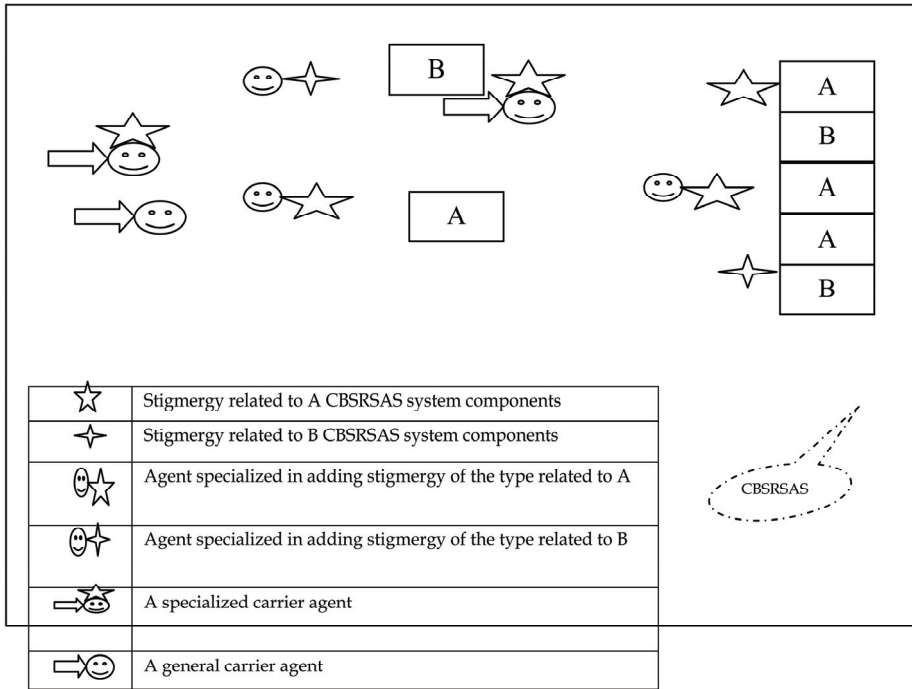 B
A
B
A
A
A
B
Stigmergy related to A CBSRSAS system components
Stigmergy related to B CBSRSAS system components
Agent specialized in adding stigmergy of the type related to A
CBSRSAS
Agent specialized in adding stigmergy of the type related to B
A specialized carrier agent
A general carrier agent